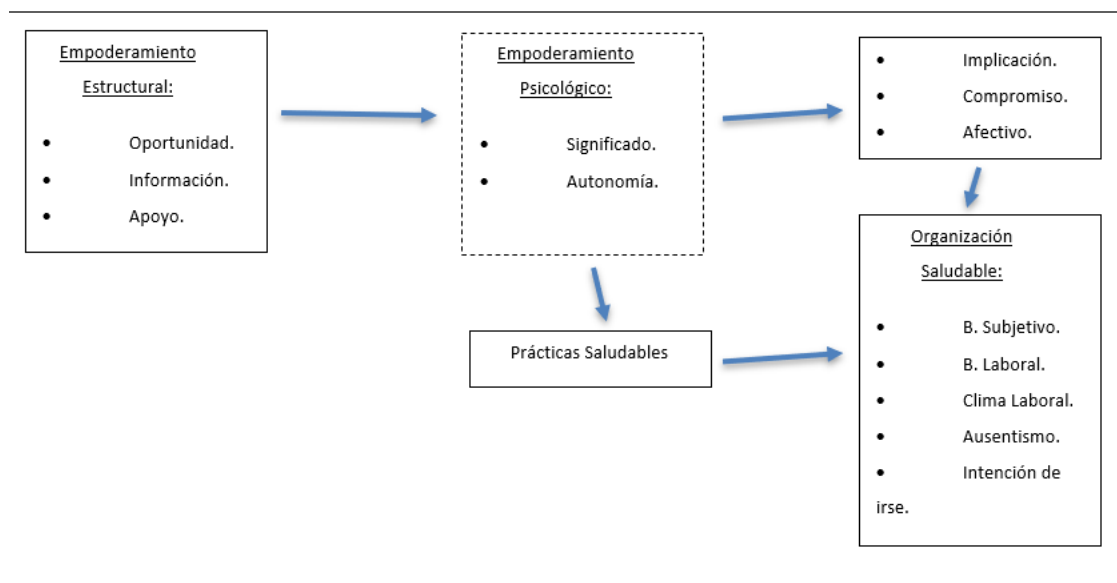 Empoderamiento
Estructural:
• Oportunidad.
• Información.
• Apoyo.
Empoderamiento
Psicológico:
• Significado.
• Autonomía.
• Implicación.
• Compromiso.
• Afectivo.
Prácticas Saludables
Organización
Saludable:
• B. Subjetivo.
• B. Laboral.
• Clima Laboral.
• Ausentismo.
• Intención de
irse.